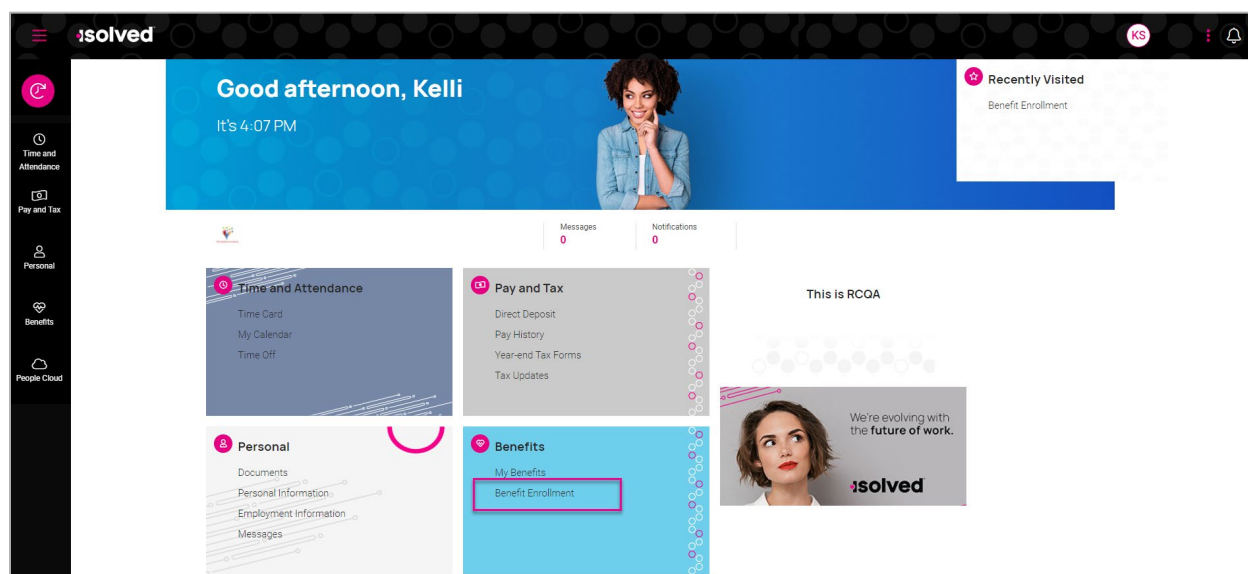 isolved
KS
Good afternoon, Kelli
It's 4:07 PM
Recently Visited
Benefit Enrollment
Time and
Attendance
Pay and Tax
Personal
Benefits
People Cloud
Messages
0
Notifications
0
Time and Attendance
Time Card
My Calendar
Time Off
Pay and Tax
Direct Deposit
Pay History
Year-end Tax Forms
Tax Updates
This is RCQA
We're evolving with
the future of work.
isolved
Personal
Documents
Personal Information
Employment Information
Messages
Benefits
My Benefits
Benefit Enrollment